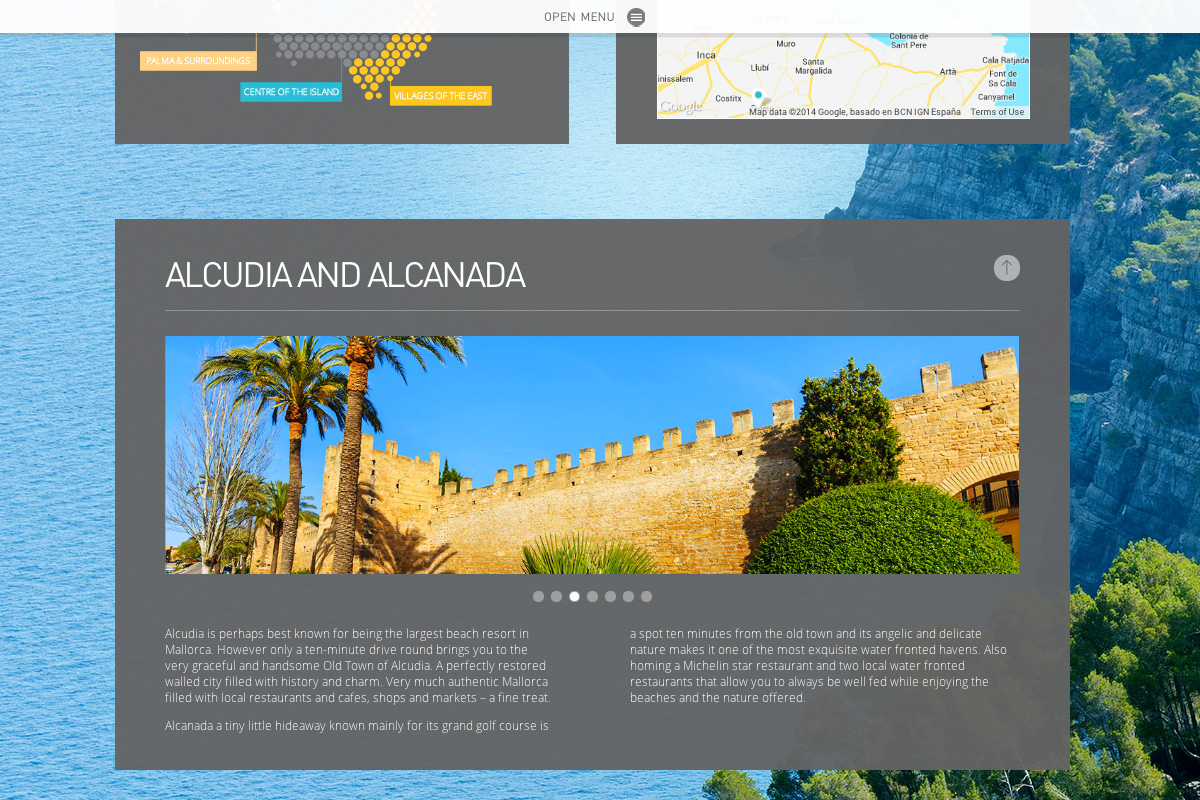 OPEN MENU
PALMA & SURROUNDINGS
CENTRE OF THE ISLAND
VILLAGES OF THE EAST
Colonia de
Sant Pere
Muro
Inca
Cala Ratjada
Llubí
Santa
Margalida
Artà
Font de
Sa Cala
inissalem
Costitx
Canyamel
Google
Map data ©2014 Google, basado en BCN IGN España
Terms of Use
ALCUDIA AND ALCANADA
Alcudia is perhaps best known for being the largest beach resort in
Mallorca. However only a ten-minute drive round brings you to the
very graceful and handsome Old Town of Alcudia. A perfectly restored
walled city filled with history and charm. Very much authentic Mallorca
filled with local restaurants and cafes, shops and markets – a fine treat.
Alcanada a tiny little hideaway known mainly for its grand golf course is
a spot ten minutes from the old town and its angelic and delicate
nature makes it one of the most exquisite water fronted havens. Also
homing a Michelin star restaurant and two local water fronted
restaurants that allow you to always be well fed while enjoying the
beaches and the nature offered.